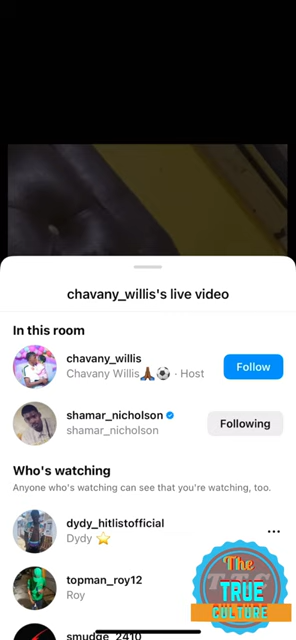 chavany_willis's live video
In this room
chavany_willis
Chavany Willis🙏🏾⚽ · Host
Follow
shamar_nicholson
shamar_nicholson
Following
Who's watching
Anyone who's watching can see that you're watching, too.
dydy_hitlistofficial
Dydy ⭐
topman_roy12
Roy
smudge_2410
The
T.T.C
TRUE
CULTURE